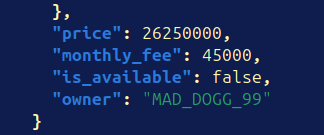 },
"price": 26250000,
"monthly_fee": 45000,
"is_available": false,
"owner": "MAD_DOGG_99"
}